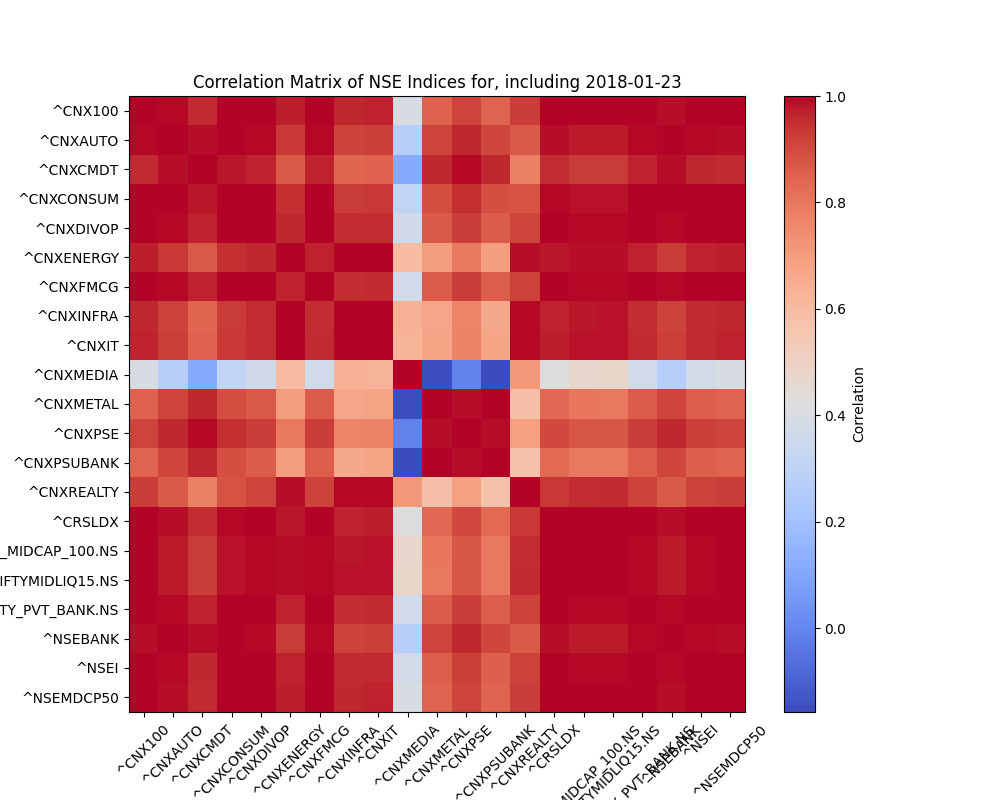 Correlation Matrix of NSE Indices for, including 2018-01-23
^CNX100
^CNXAUTO
^CNXCMDT
^CNXCONSUM
^CNXDIVOP
^CNXENERGY
^CNXFMCG
^CNXINFRA
^CNXIT
^CNXMEDIA
^CNXMETAL
^CNXPSE
^CNXPSUBANK
^CNXREALTY
^CRSLDX
_MIDCAP_100.NS
IFTYMIDLIQ15.NS
TY_PVT_BANK.NS
^NSEBANK
^NSEI
^NSEMDCP50
^CNX100
^CNXAUTO
^CNXCMDT
^CNXCONSUM
^CNXDIVOP
^CNXENERGY
^CNXFMCG
^CNXINFRA
^CNXIT
^CNXMEDIA
^CNXMETAL
^CNXPSE
^CNXPSUBANK
^CNXREALTY
^CRSLDX
MIDCAP_100.NS
TYMIDLIQ15.NS
PVT_BANK.NS
^NSEBANK
^NSEI
^NSEMDCP50
1.0
0.8
0.6
0.4
0.2
0.0
Correlation